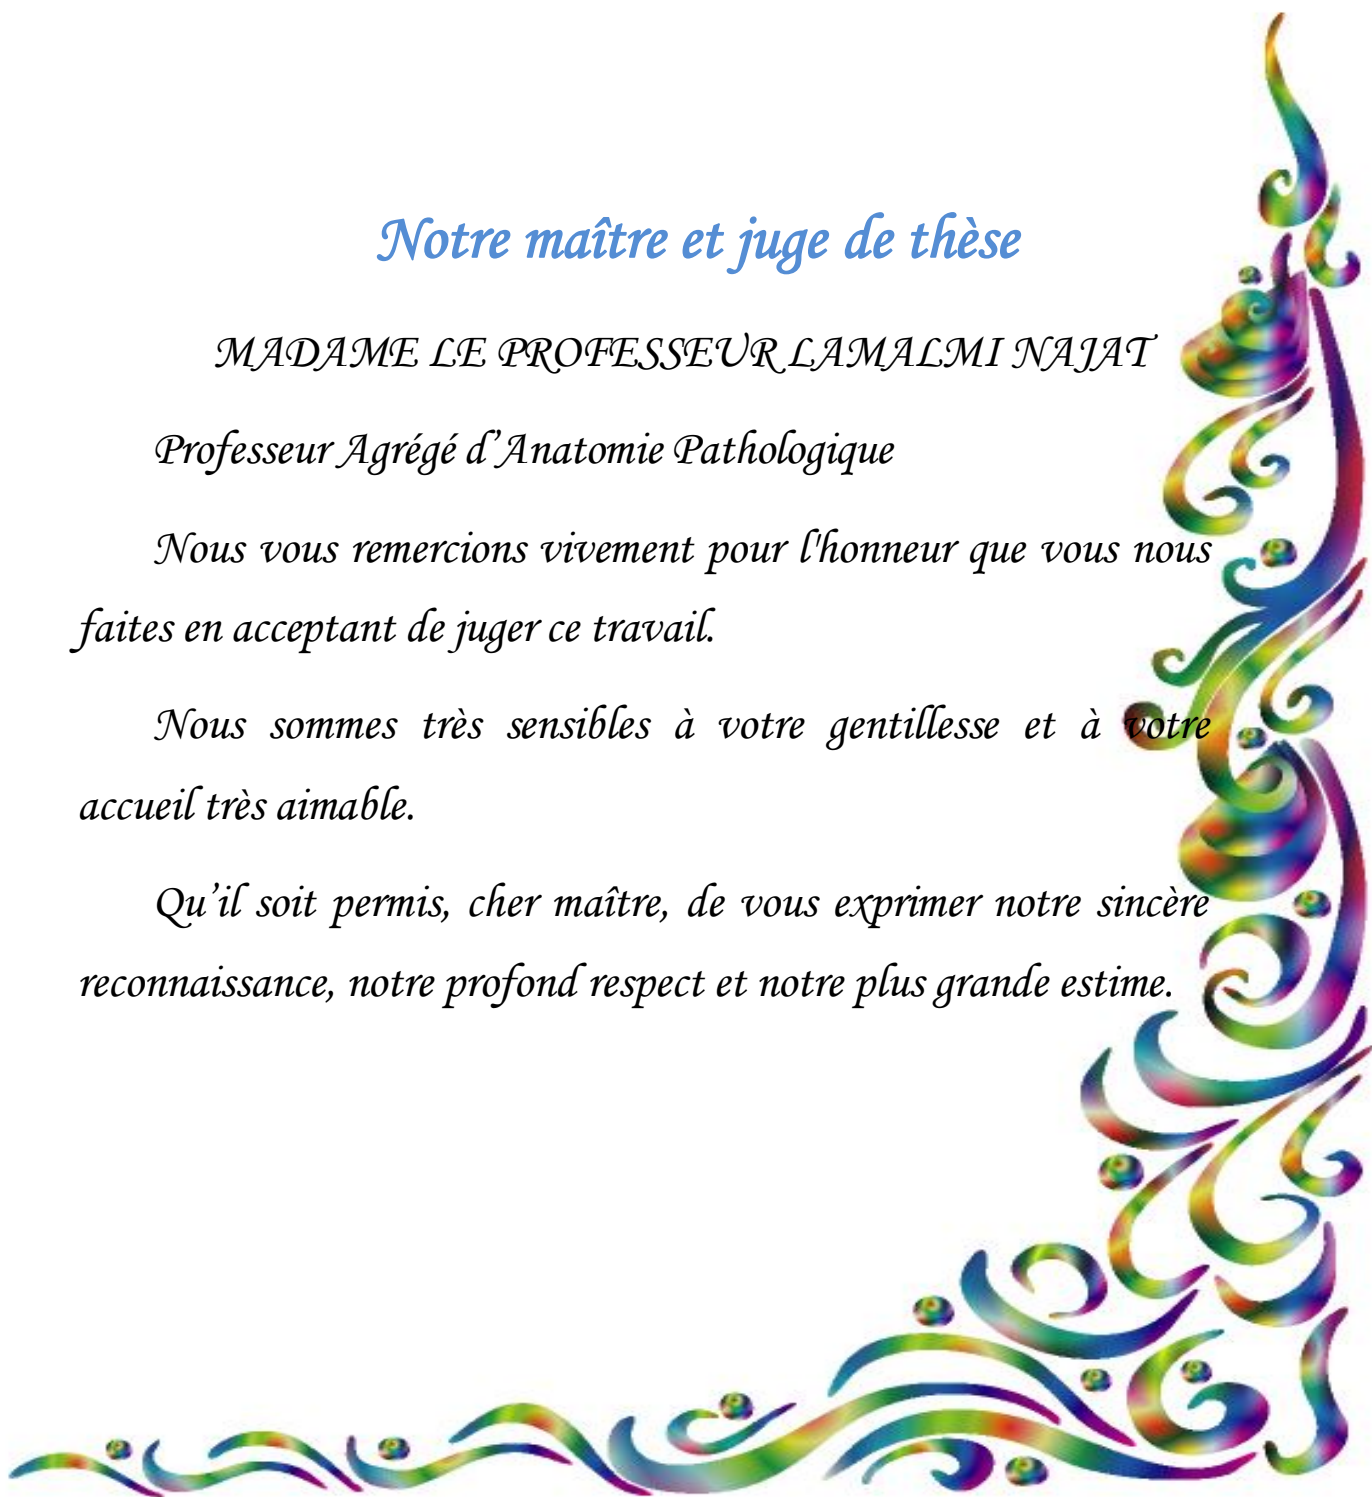 Notre maître et juge de thèse
MADAME LE PROFESSEUR LAMALMI NAJAT
Professeur Agrégé d’Anatomie Pathologique
Nous vous remercions vivement pour l'honneur que vous nous
faites en acceptant de juger ce travail.
Nous sommes très sensibles à votre gentillesse et à votre
accueil très aimable.
Qu’il soit permis, cher maître, de vous exprimer notre sincère
reconnaissance, notre profond respect et notre plus grande estime.